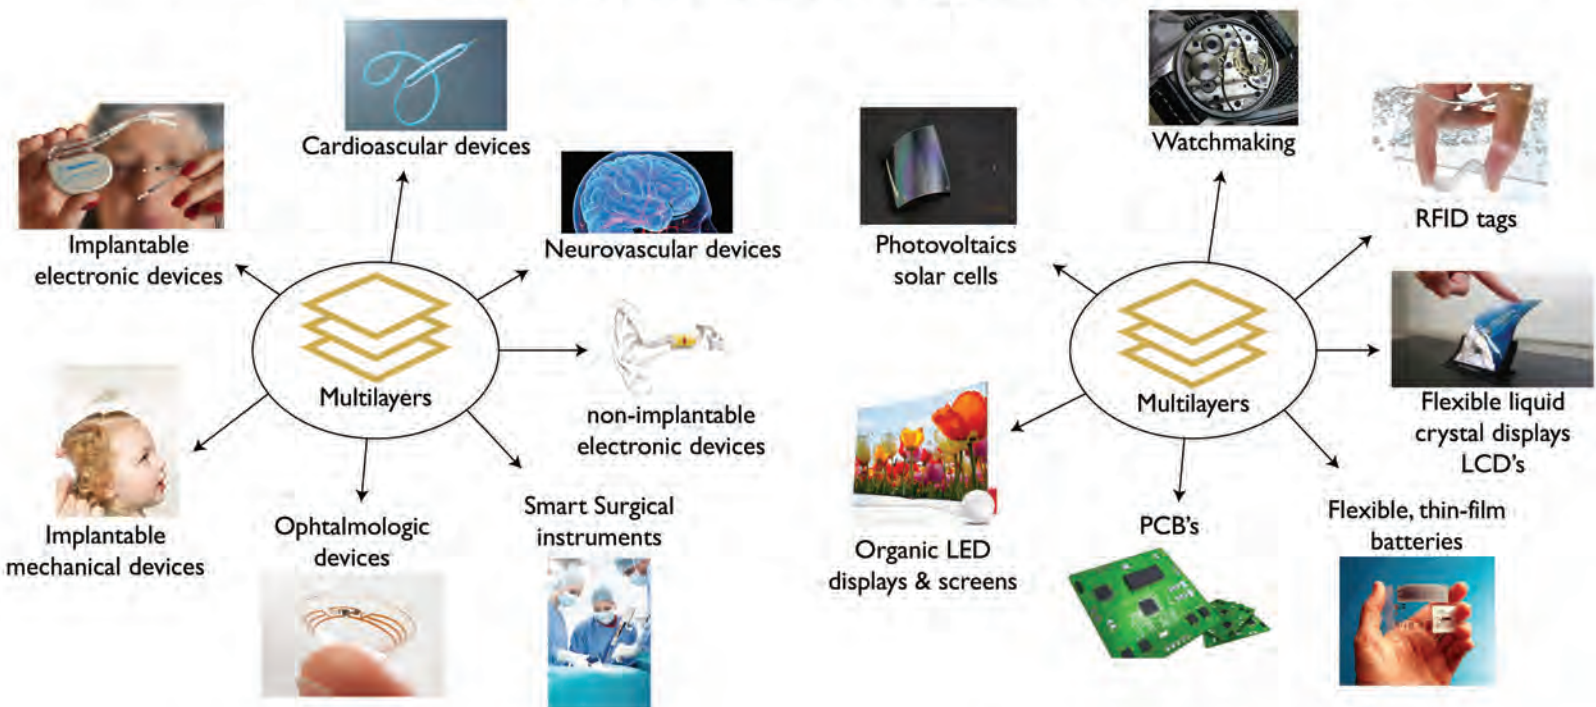 Cardioascular devices
Implantable
electronic devices
Neurovascular devices
Multilayers
non-implantable
electronic devices
Implantable
mechanical devices
Ophtalmologic
devices
Smart Surgical
instruments
Watchmaking
RFID tags
Photovoltaics
solar cells
Multilayers
Flexible liquid
crystal displays
LCD's
Organic LED
displays & screens
PCB's
Flexible, thin-film
batteries